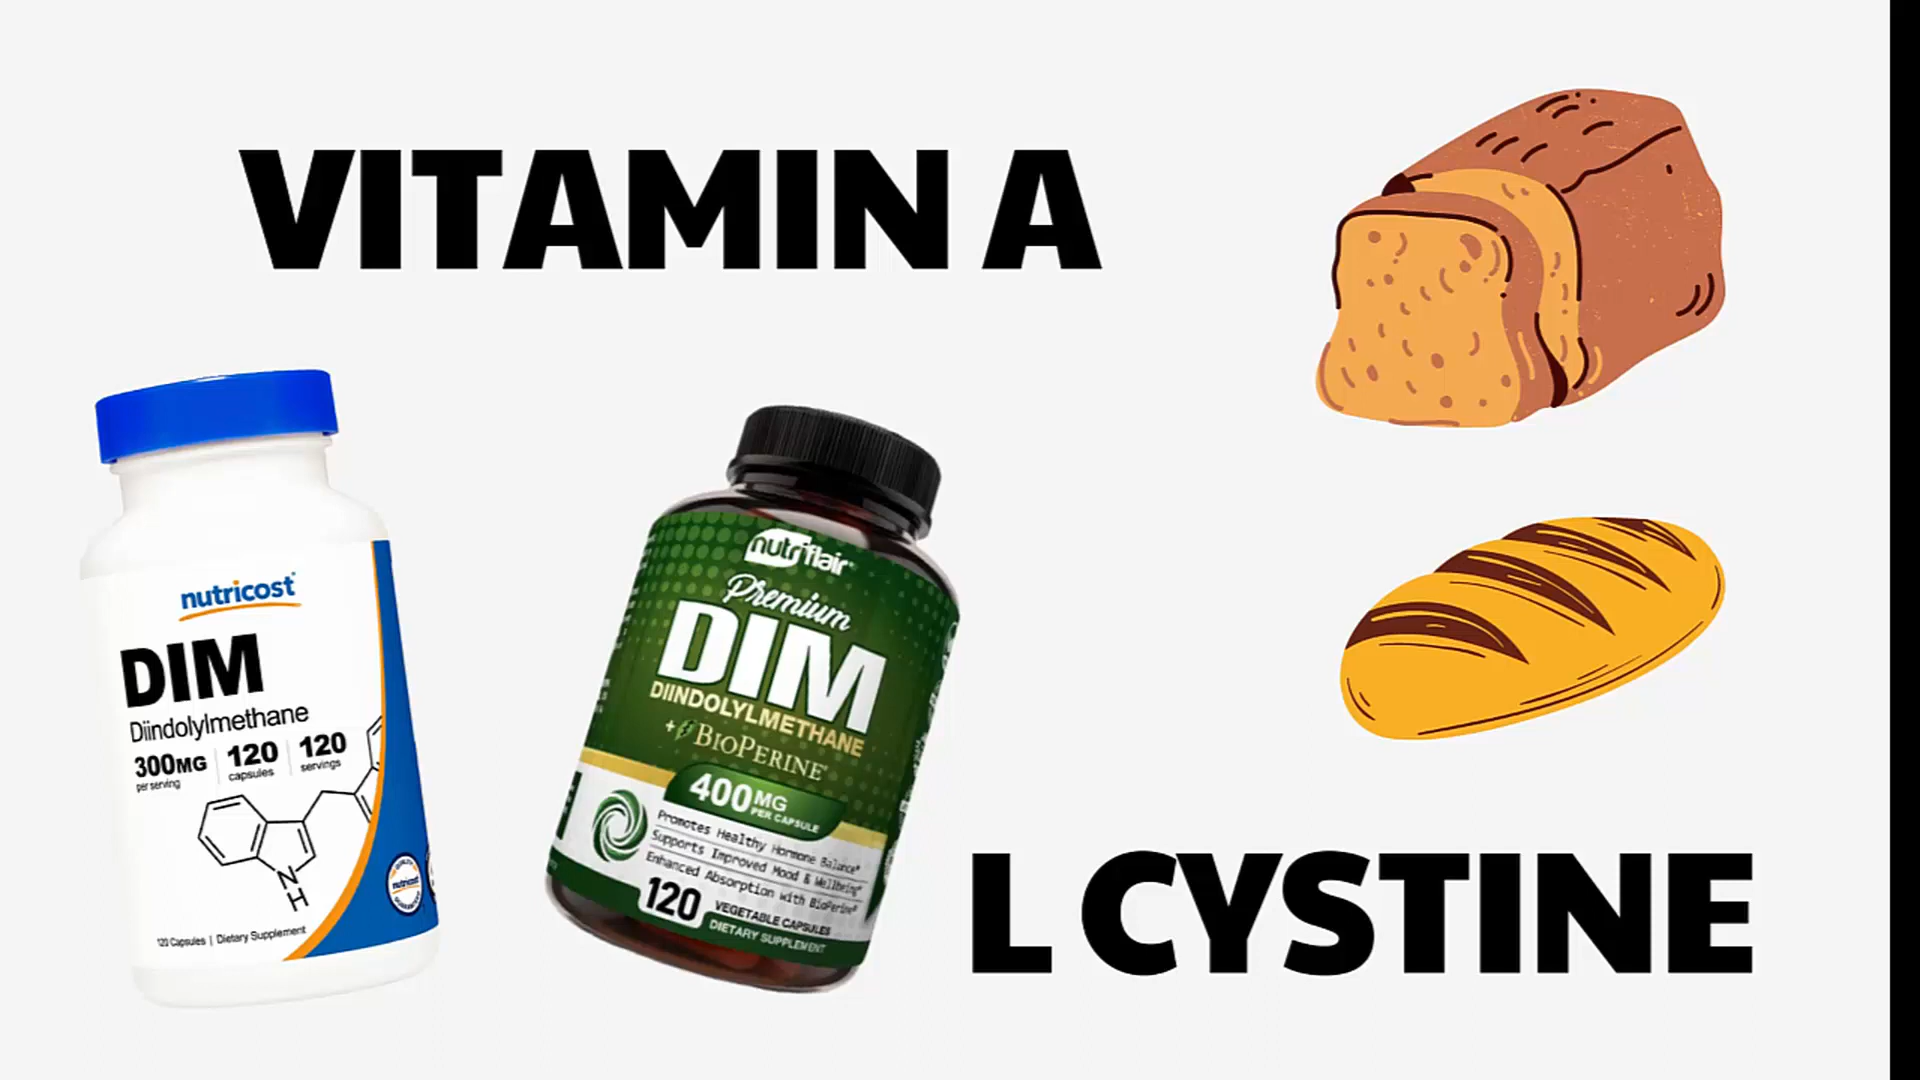 VITAMIN A
nutricost
DIM
Diindolylmethane
300MG
per serving
120
capsules
120
servings
N
H
120 Capsules | Dietary Supplement
nutriflair
Premium
DIM
DIINDOLYLMETHANE
+ BIOPERINE®
400MG
PER CAPSULE
Promotes Healthy Hormone Balance*
Supports Improved Mood & Wellbeing*
Enhanced Absorption with BioPerine®
120 VEGETABLE CAPSULES
DIETARY SUPPLEMENT
L CYSTINE